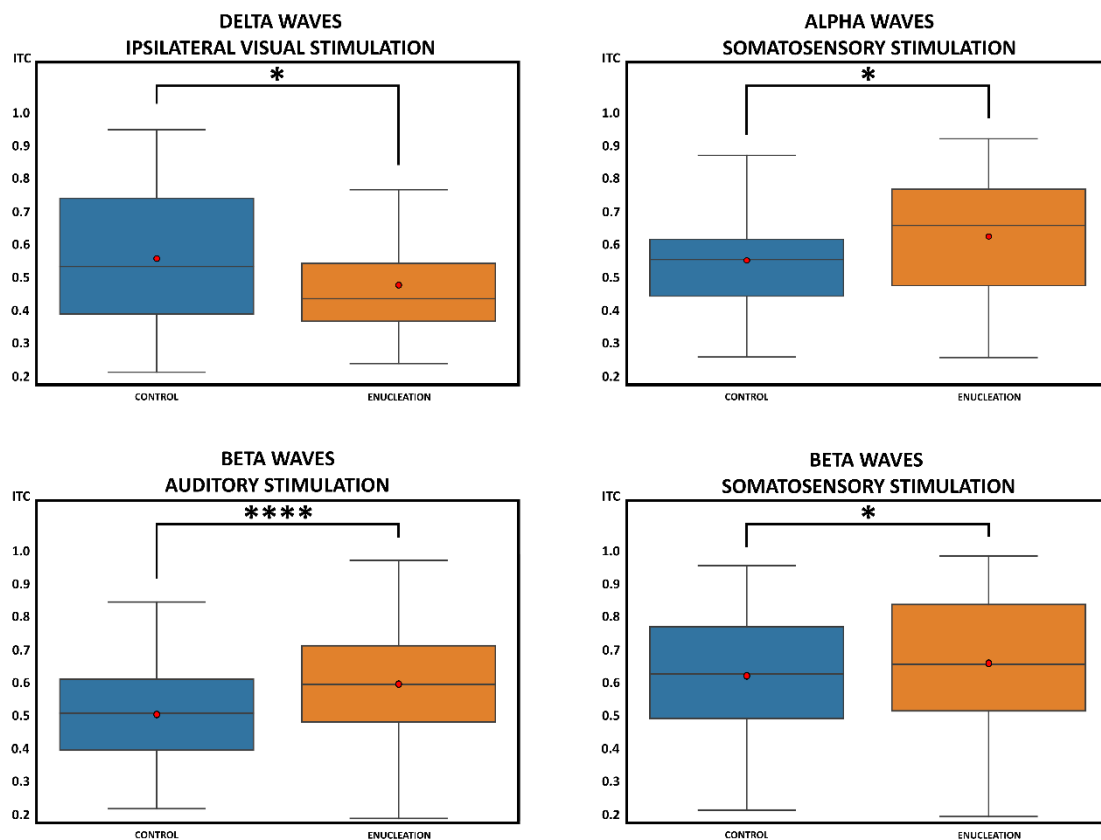 DELTA WAVES
IPSILATERAL VISUAL STIMULATION
ITC
*
1.0
0.9
0.8
0.7
0.6
0.5
0.4
0.3
0.2
CONTROL ENUCLEATION
ALPHA WAVES
SOMATOSENSORY STIMULATION
ITC
*
1.0
0.9
0.8
0.7
0.6
0.5
0.4
0.3
0.2
CONTROL ENUCLEATION
BETA WAVES
AUDITORY STIMULATION
ITC
****
1.0
0.9
0.8
0.7
0.6
0.5
0.4
0.3
0.2
CONTROL ENUCLEATION
BETA WAVES
SOMATOSENSORY STIMULATION
ITC
*
1.0
0.9
0.8
0.7
0.6
0.5
0.4
0.3
0.2
CONTROL ENUCLEATION